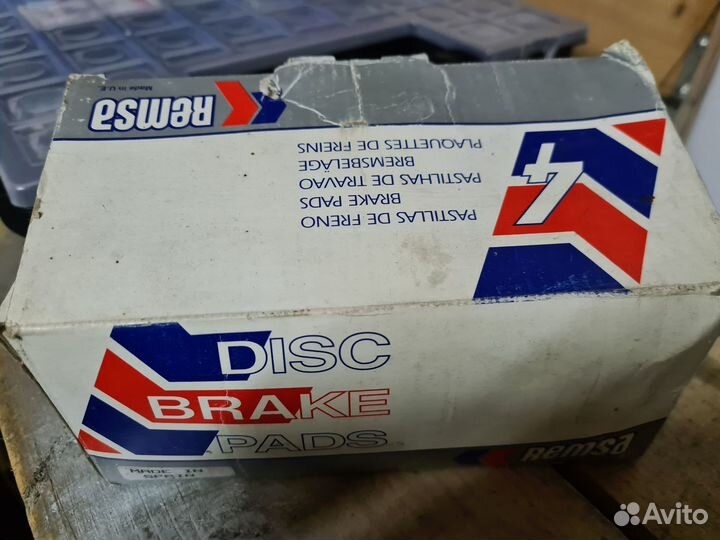 Remsa
Made in U.E.
+4
PASTILLAS DE FRENO
BRAKE PADS
PASTILHAS DE TRAVAO
BREMSBELÄGE
PLAQUETTES DE FREINS
DISC
BRAKE
PADS
MADE IN
SPAIN
Remsa
Avito